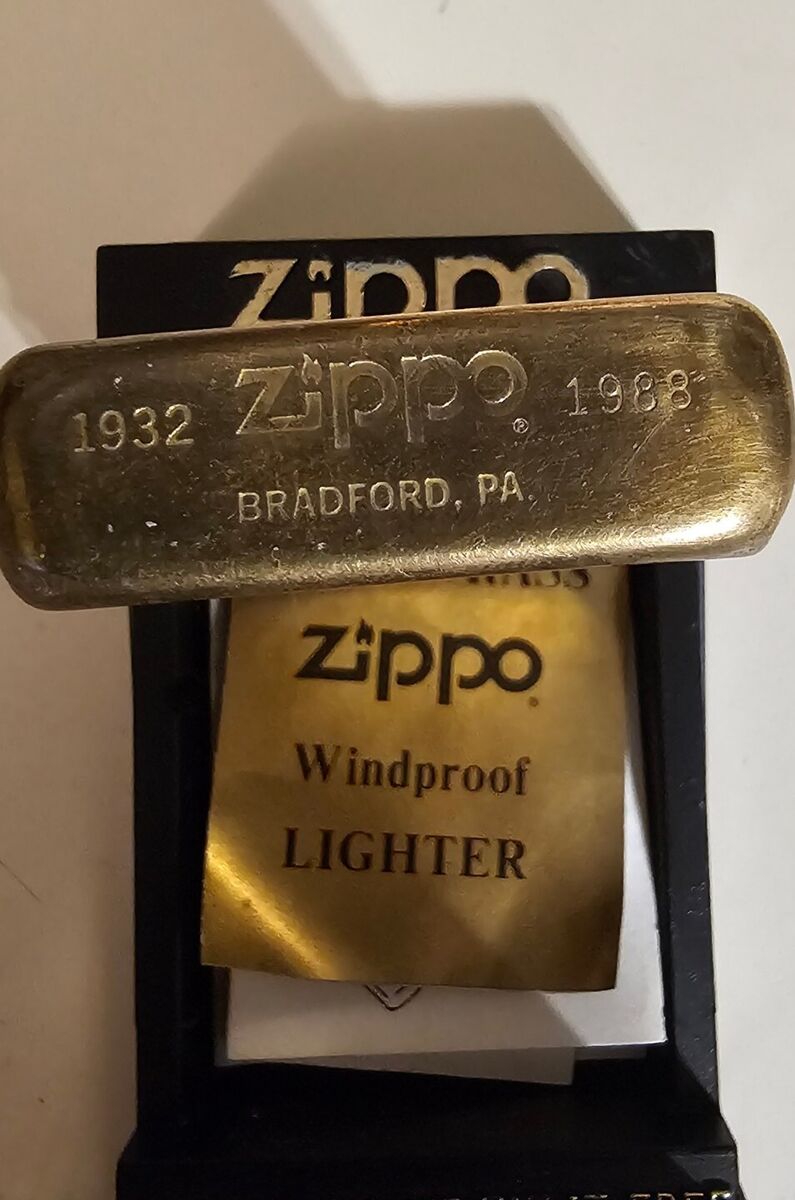 Zippo
1932 Zippo® 1988
BRADFORD, PA.
Zippo
Windproof
LIGHTER